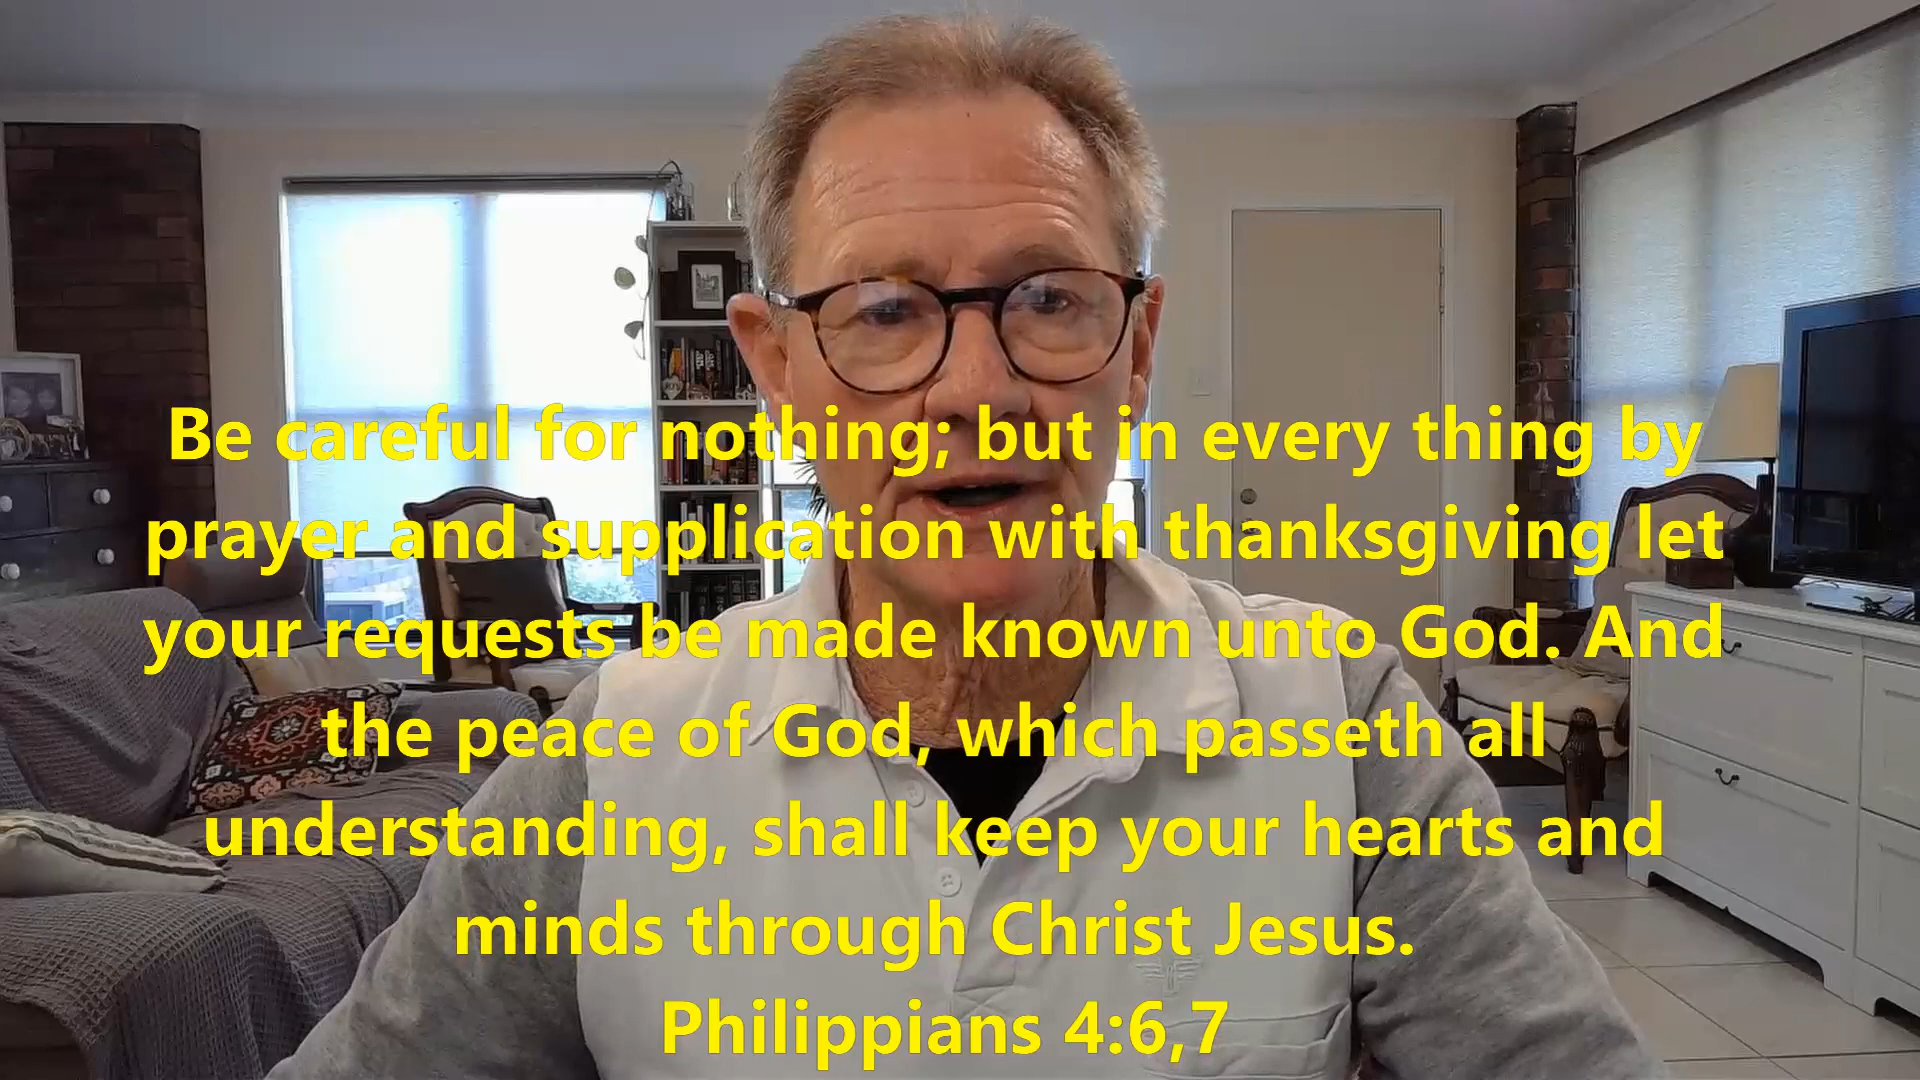 Be careful for nothing; but in every thing by
prayer and supplication with thanksgiving let
your requests be made known unto God. And
the peace of God, which passeth all
understanding, shall keep your hearts and
minds through Christ Jesus.
Philippians 4:6,7